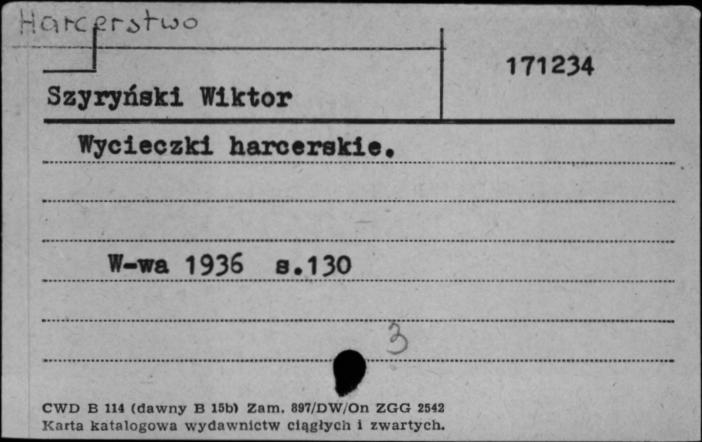 Harcerstwo
171234
Szyryński Wiktor
Wycieczki harcerskie.
W-wa 1936 s.130
3
CWD B 114 (dawny B 15b) Zam. 897/DW/On ZGG 2542
Karta katalogowa wydawnictw ciągłych i zwartych.